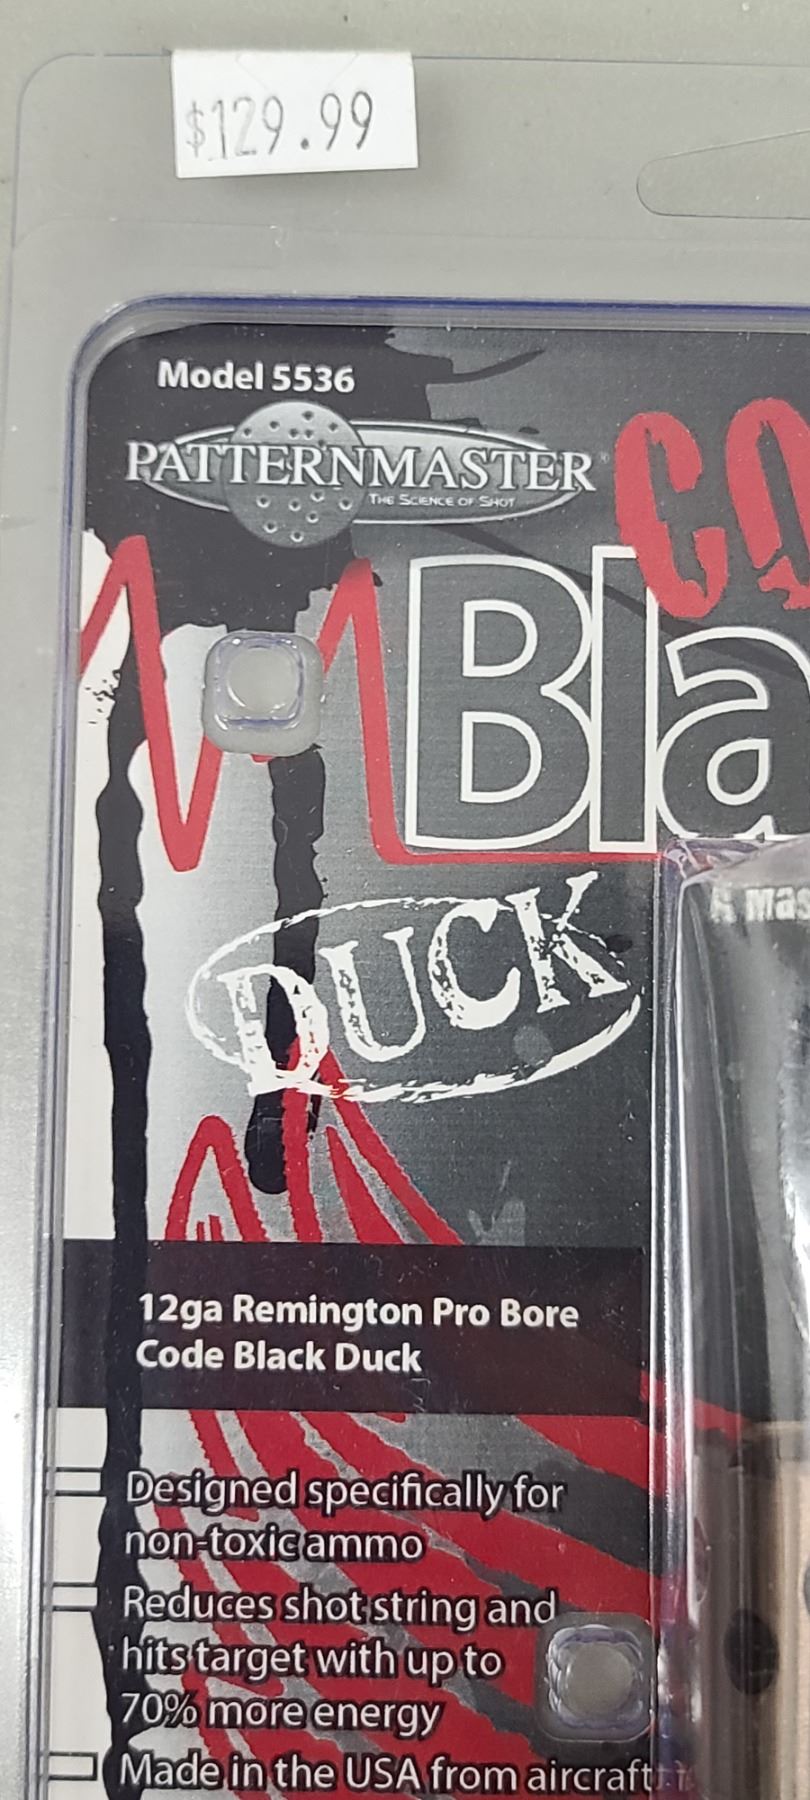 $129.99
Model 5536
PATTERNMASTER
THE SCIENCE OF SHOT
Bla
DUCK
A
12ga Remington Pro Bore
Code Black Duck
Designed specifically for
non-toxic ammo
Reduces shot string and
hits target with up to
70% more energy
Made in the USA from aircraft